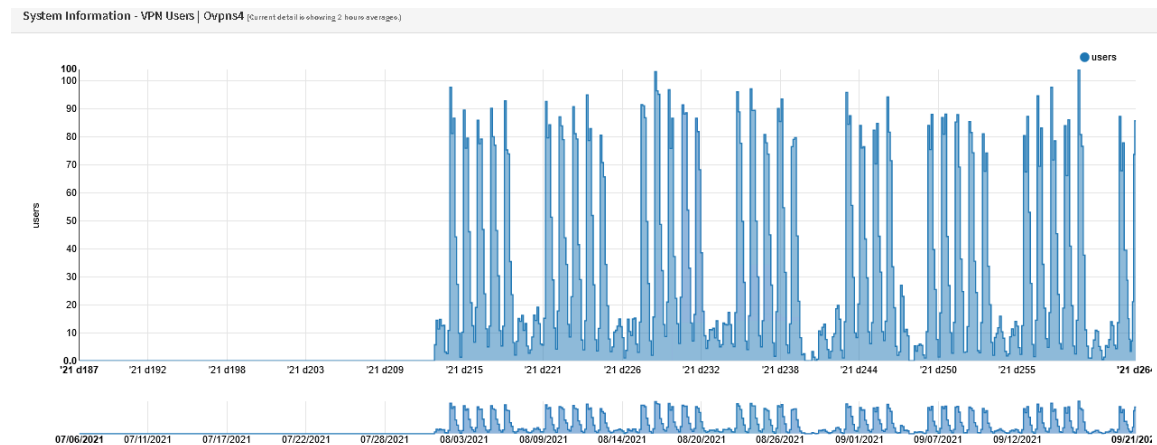 System Information - VPN Users | Ovpns4 [Current detail is showing 2 hours averages.]
users
100
100
90
80
70
60
50
40
30
20
10
0.0
users
'21 d187 '21 d192 '21 d198 '21 d203 '21 d209 '21 d215 '21 d221 '21 d226 '21 d232 '21 d238 '21 d244 '21 d250 '21 d255 '21 d264
07/06/2021 07/11/2021 07/17/2021 07/22/2021 07/28/2021 08/03/2021 08/09/2021 08/14/2021 08/20/2021 08/26/2021 09/01/2021 09/07/2021 09/12/2021